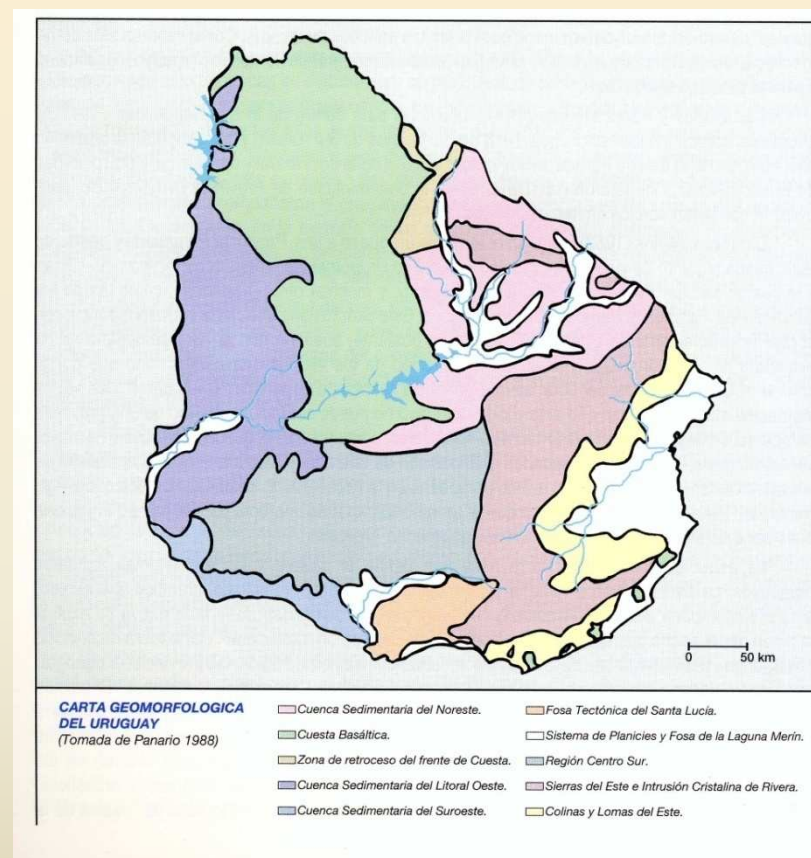 0 50 km
CARTA GEOMORFOLOGICA
DEL URUGUAY
(Tomada de Panario 1988)
Cuenca Sedimentaria del Noreste.
Cuesta Basáltica.
Zona de retroceso del frente de Cuesta.
Cuenca Sedimentaria del Litoral Oeste.
Cuenca Sedimentaria del Suroeste.
Fosa Tectónica del Santa Lucía.
Sistema de Planicies y Fosa de la Laguna Merín.
Región Centro Sur.
Sierras del Este e Intrusión Cristalina de Rivera.
Colinas y Lomas del Este.